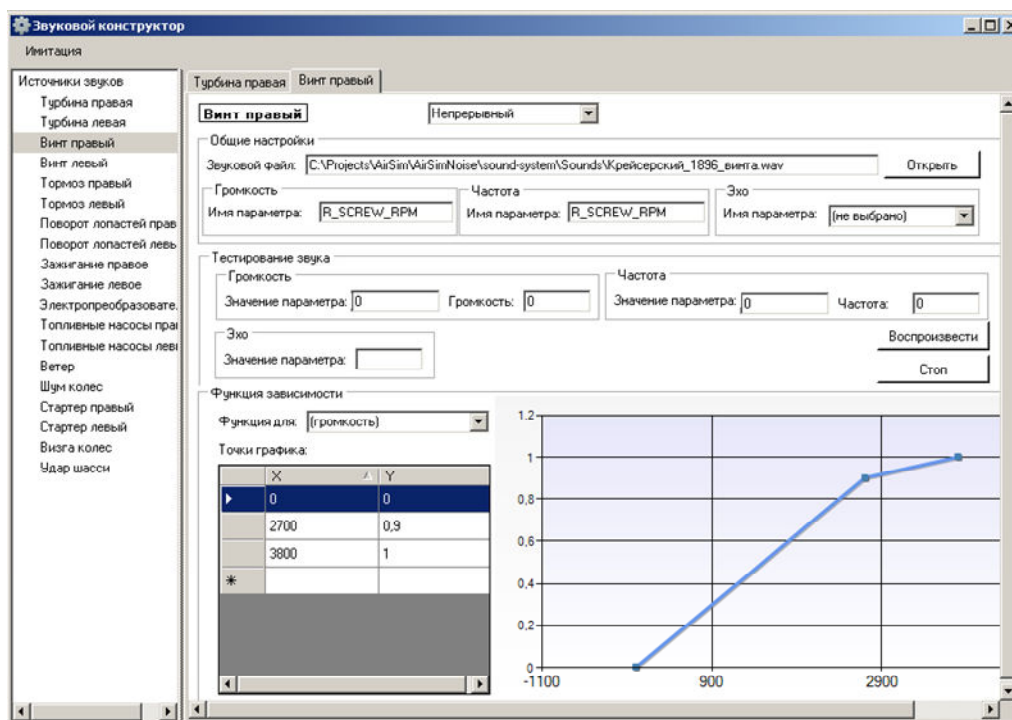 Звуковой конструктор
Имитация
Источники звуков
Турбина правая
Турбина левая
Винт правый
Винт левый
Тормоз правый
Тормоз левый
Поворот лопастей прав
Поворот лопастей левь
Зажигание правое
Зажигание левое
Электропреобразовате.
Топливные насосы пра
Топливные насосы леві
Ветер
Шум колес
Стартер правый
Стартер левый
Визга колес
Удар шасси
Турбина правая Винт правый
Винт правый Непрерывный
Общие настройки
Звуковой файл: C:\Projects\AirSim\AirSimNoise\sound-system\Sounds\Крейсерский_1896_винта.wav Открыть
Громкость Частота Эхо
Имя параметра: R_SCREW_RPM Имя параметра: R_SCREW_RPM Имя параметра: (не выбрано)
Тестирование звука
Громкость Частота
Значение параметра: 0 Громкость: 0 Значение параметра: 0 Частота: 0
Эхо
Значение параметра:
Воспроизвести
Стоп
Функция зависимости
Функция для: (громкость)
Точки графика:
X Y
0 0
2700 0,9
3800 1
1.2
1
0,8
0,6
0,4
0,2
0
-1100 900 2900